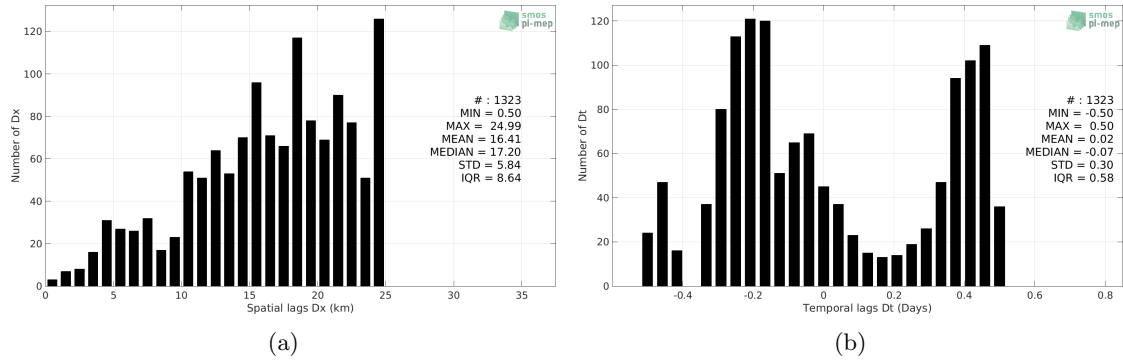 smos
pi-mep
# : 1323
MIN = 0.50
MAX = 24.99
MEAN = 16.41
MEDIAN = 17.20
STD = 5.84
IQR = 8.64
Number of Dx
120
100
80
60
40
20
0
0 5 10 15 20 25 30 35
Spatial lags Dx (km)
(a)
smos
pi-mep
# : 1323
MIN = -0.50
MAX = 0.50
MEAN = 0.02
MEDIAN = -0.07
STD = 0.30
IQR = 0.58
Number of Dt
120
100
80
60
40
20
0
-0.4 -0.2 0 0.2 0.4 0.6 0.8
Temporal lags Dt (Days)
(b)